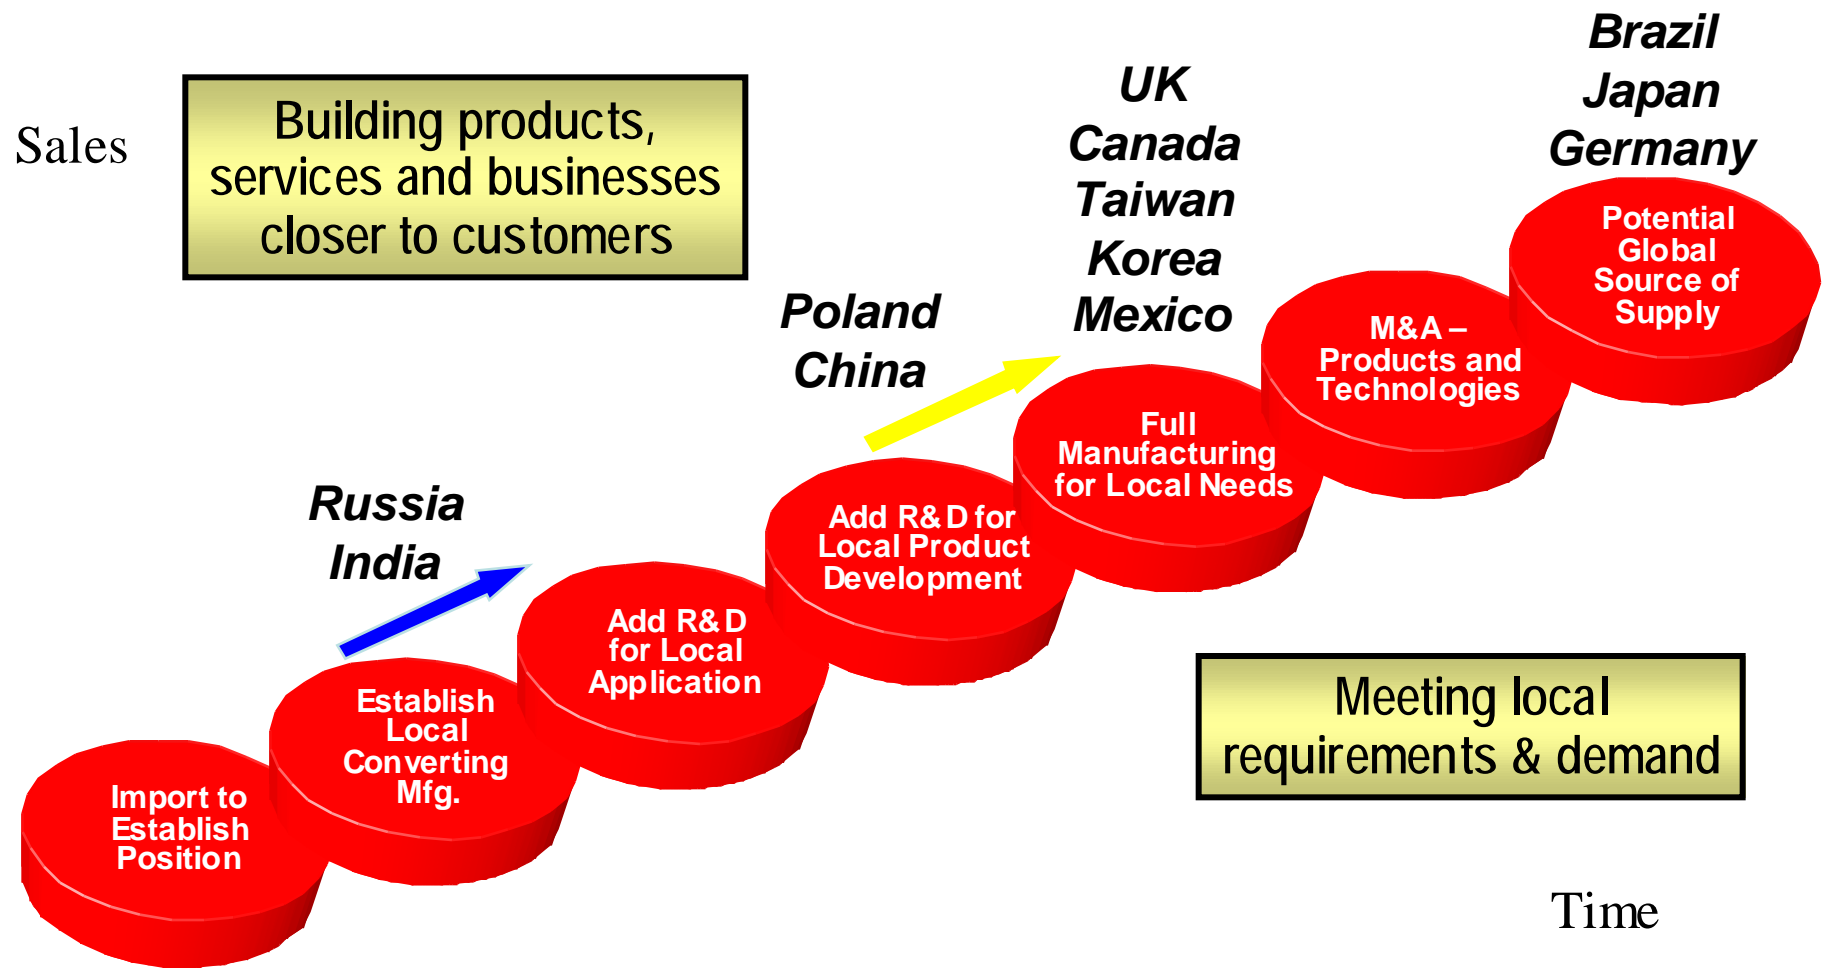 Sales
Building products,
services and businesses
closer to customers
Import to
Establish
Position
Establish
Local
Converting
Mfg.
Russia
India
Add R&D
for Local
Application
Poland
China
Add R&D for
Local Product
Development
UK
Canada
Taiwan
Korea
Mexico
Full
Manufacturing
for Local Needs
M&A –
Products and
Technologies
Brazil
Japan
Germany
Potential
Global
Source of
Supply
Meeting local
requirements & demand
Time